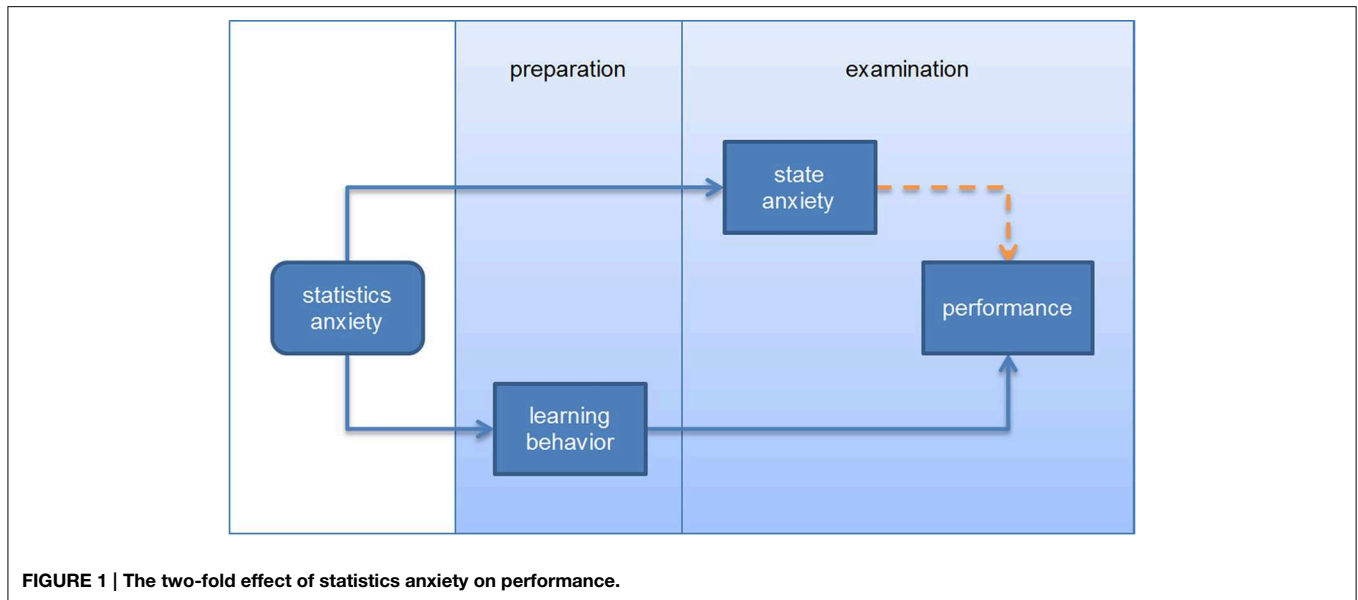 preparation
examination
state
anxiety
statistics
anxiety
performance
learning
behavior
FIGURE 1 | The two-fold effect of statistics anxiety on performance.